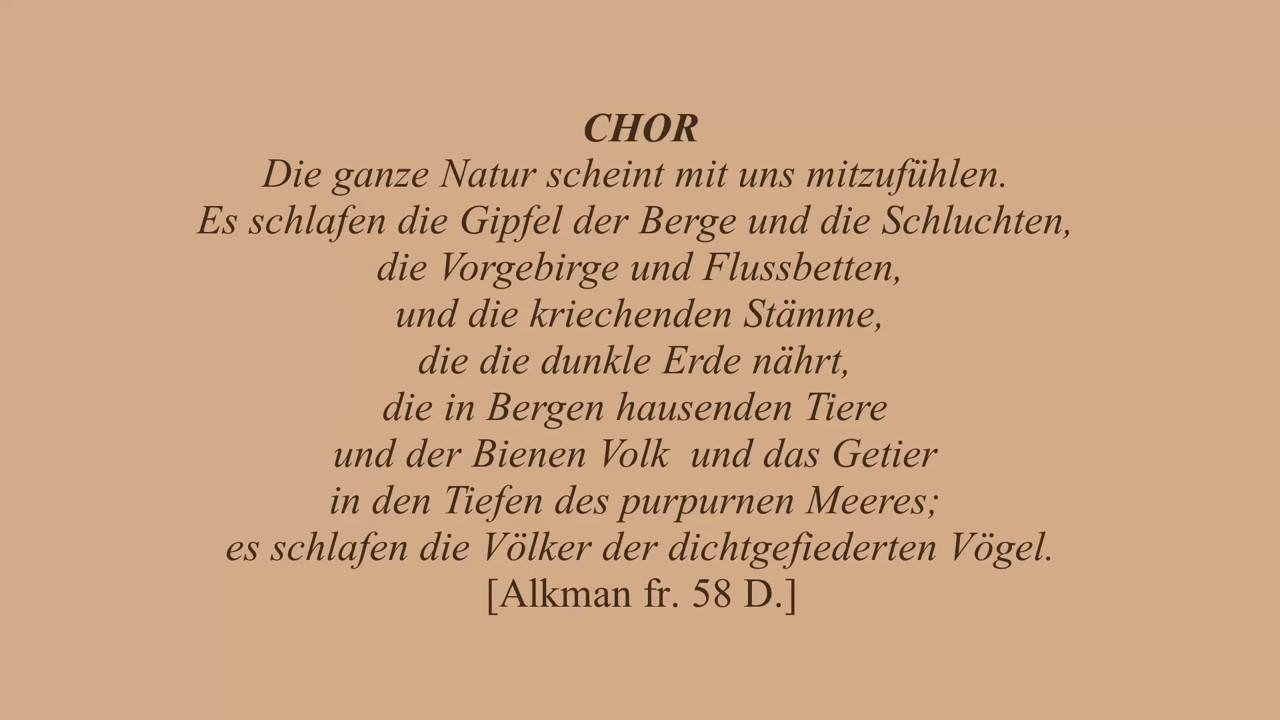 CHOR
Die ganze Natur scheint mit uns mitzufühlen.
Es schlafen die Gipfel der Berge und die Schluchten,
die Vorgebirge und Flussbetten,
und die kriechenden Stämme,
die die dunkle Erde nährt,
die in Bergen hausenden Tiere
und der Bienen Volk  und das Getier
in den Tiefen des purpurnen Meeres;
es schlafen die Völker der dichtgefiederten Vögel.
[Alkman fr. 58 D.]